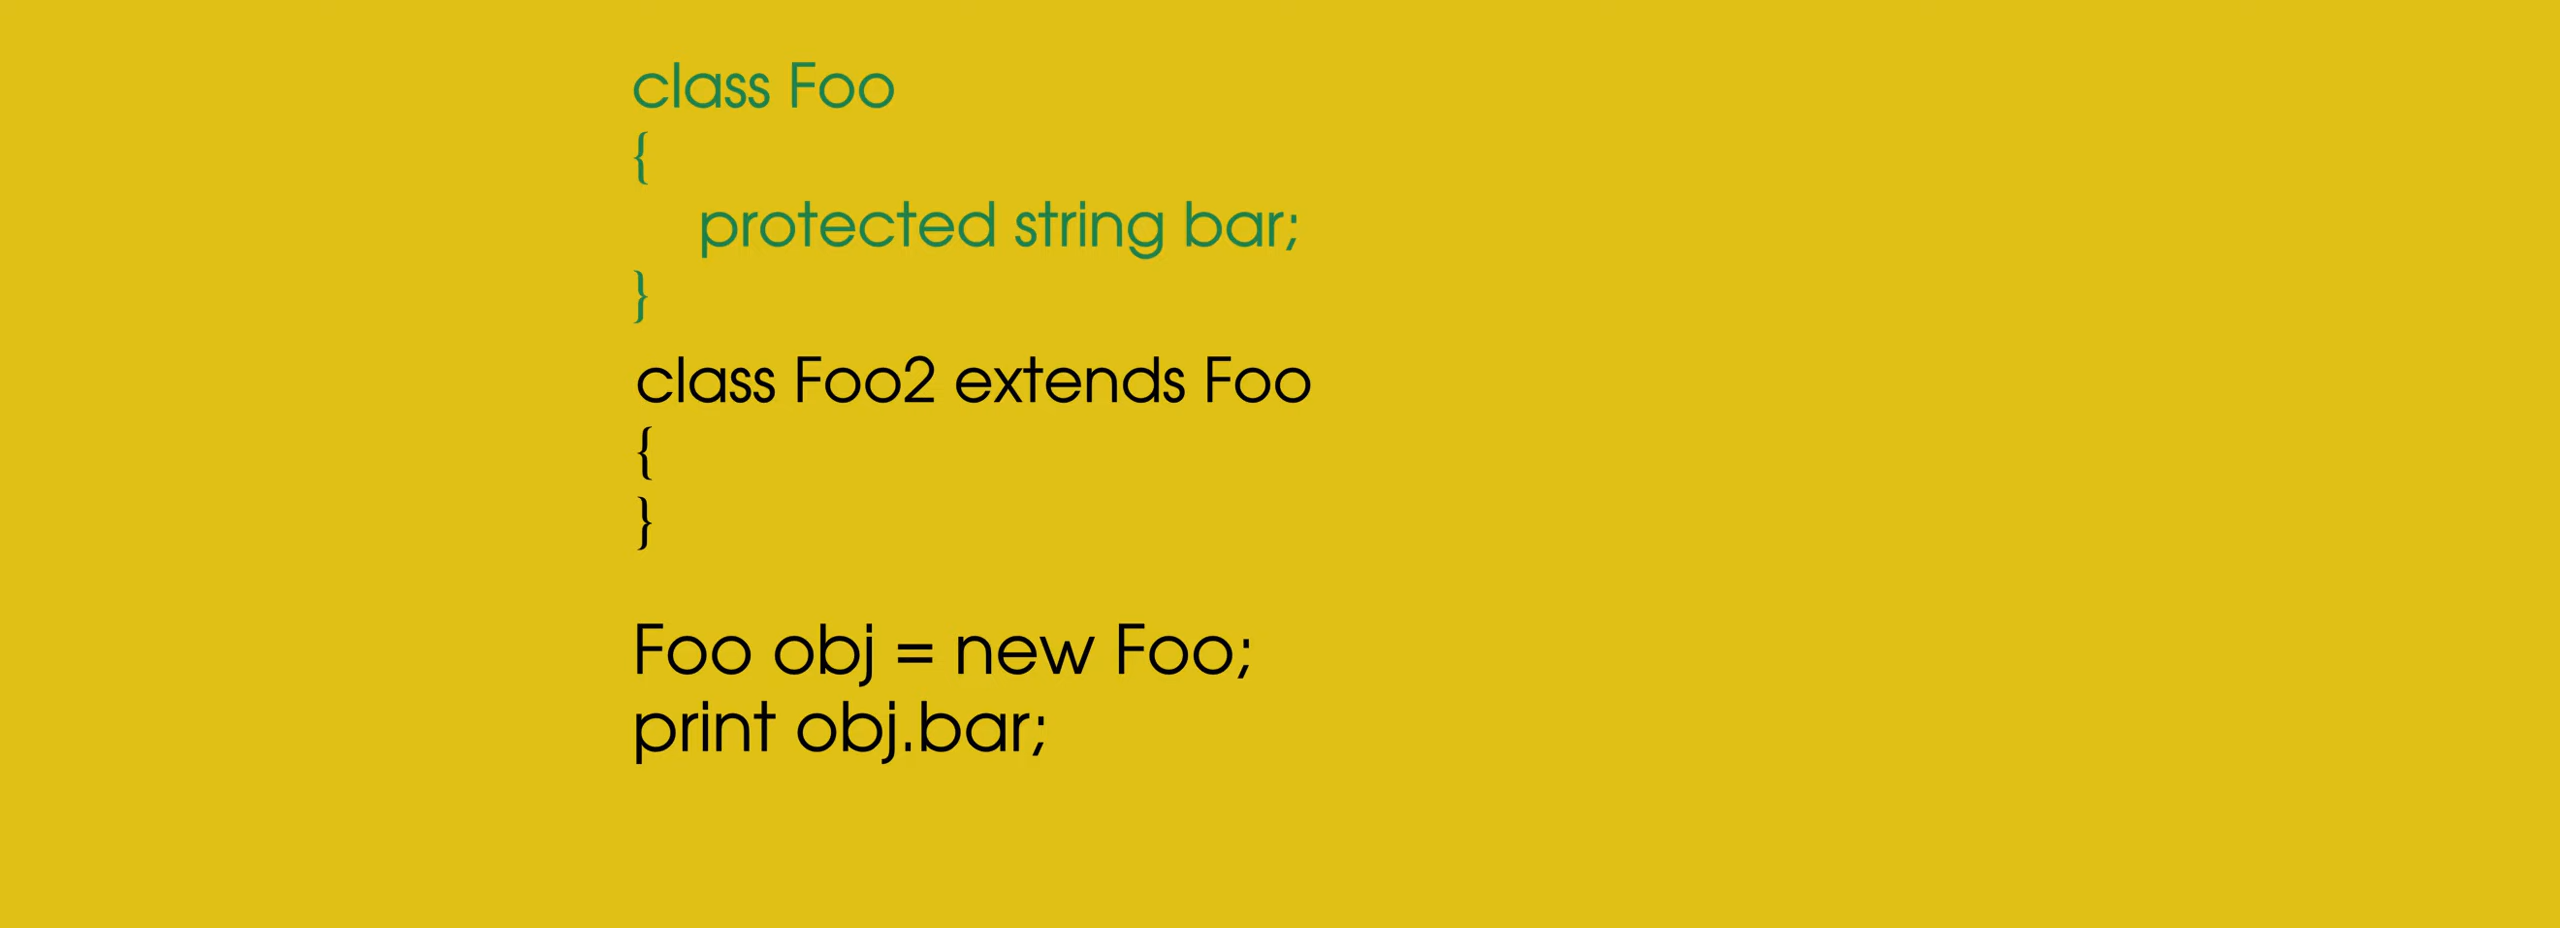 class Foo
{
protected string bar;
}
class Foo2 extends Foo
{
}
Foo obj = new Foo;
print obj.bar;